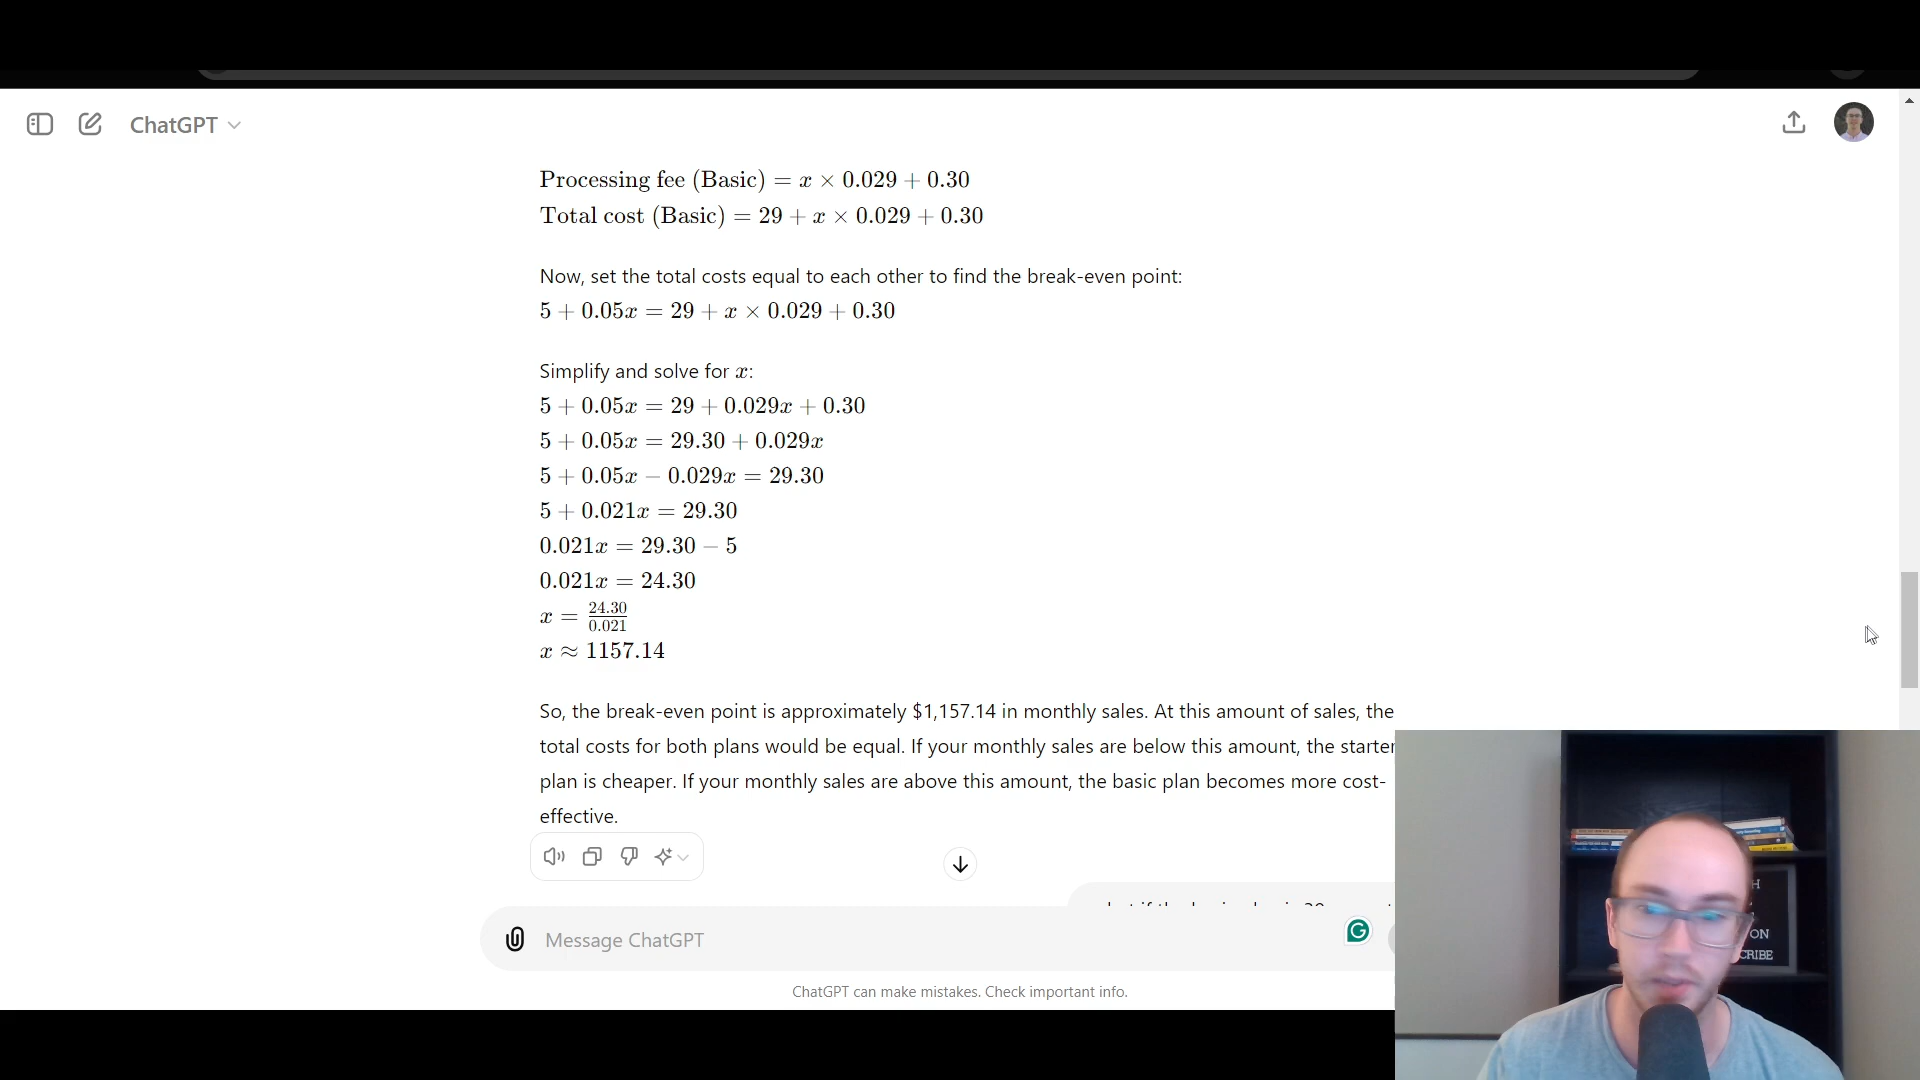 ChatGPT
Processing fee (Basic) = x × 0.029 + 0.30
Total cost (Basic) = 29 + x × 0.029 + 0.30
Now, set the total costs equal to each other to find the break-even point:
5 + 0.05x = 29 + x × 0.029 + 0.30
Simplify and solve for x:
5 + 0.05x = 29 + 0.029x + 0.30
5 + 0.05x = 29.30 + 0.029x
5 + 0.05x − 0.029x = 29.30
5 + 0.021x = 29.30
0.021x = 29.30 − 5
0.021x = 24.30
x = 24.30/0.021
x ≈ 1157.14
So, the break-even point is approximately $1,157.14 in monthly sales. At this amount of sales, the
total costs for both plans would be equal. If your monthly sales are below this amount, the starter
plan is cheaper. If your monthly sales are above this amount, the basic plan becomes more cost-
effective.
Message ChatGPT
ChatGPT can make mistakes. Check important info.
ON